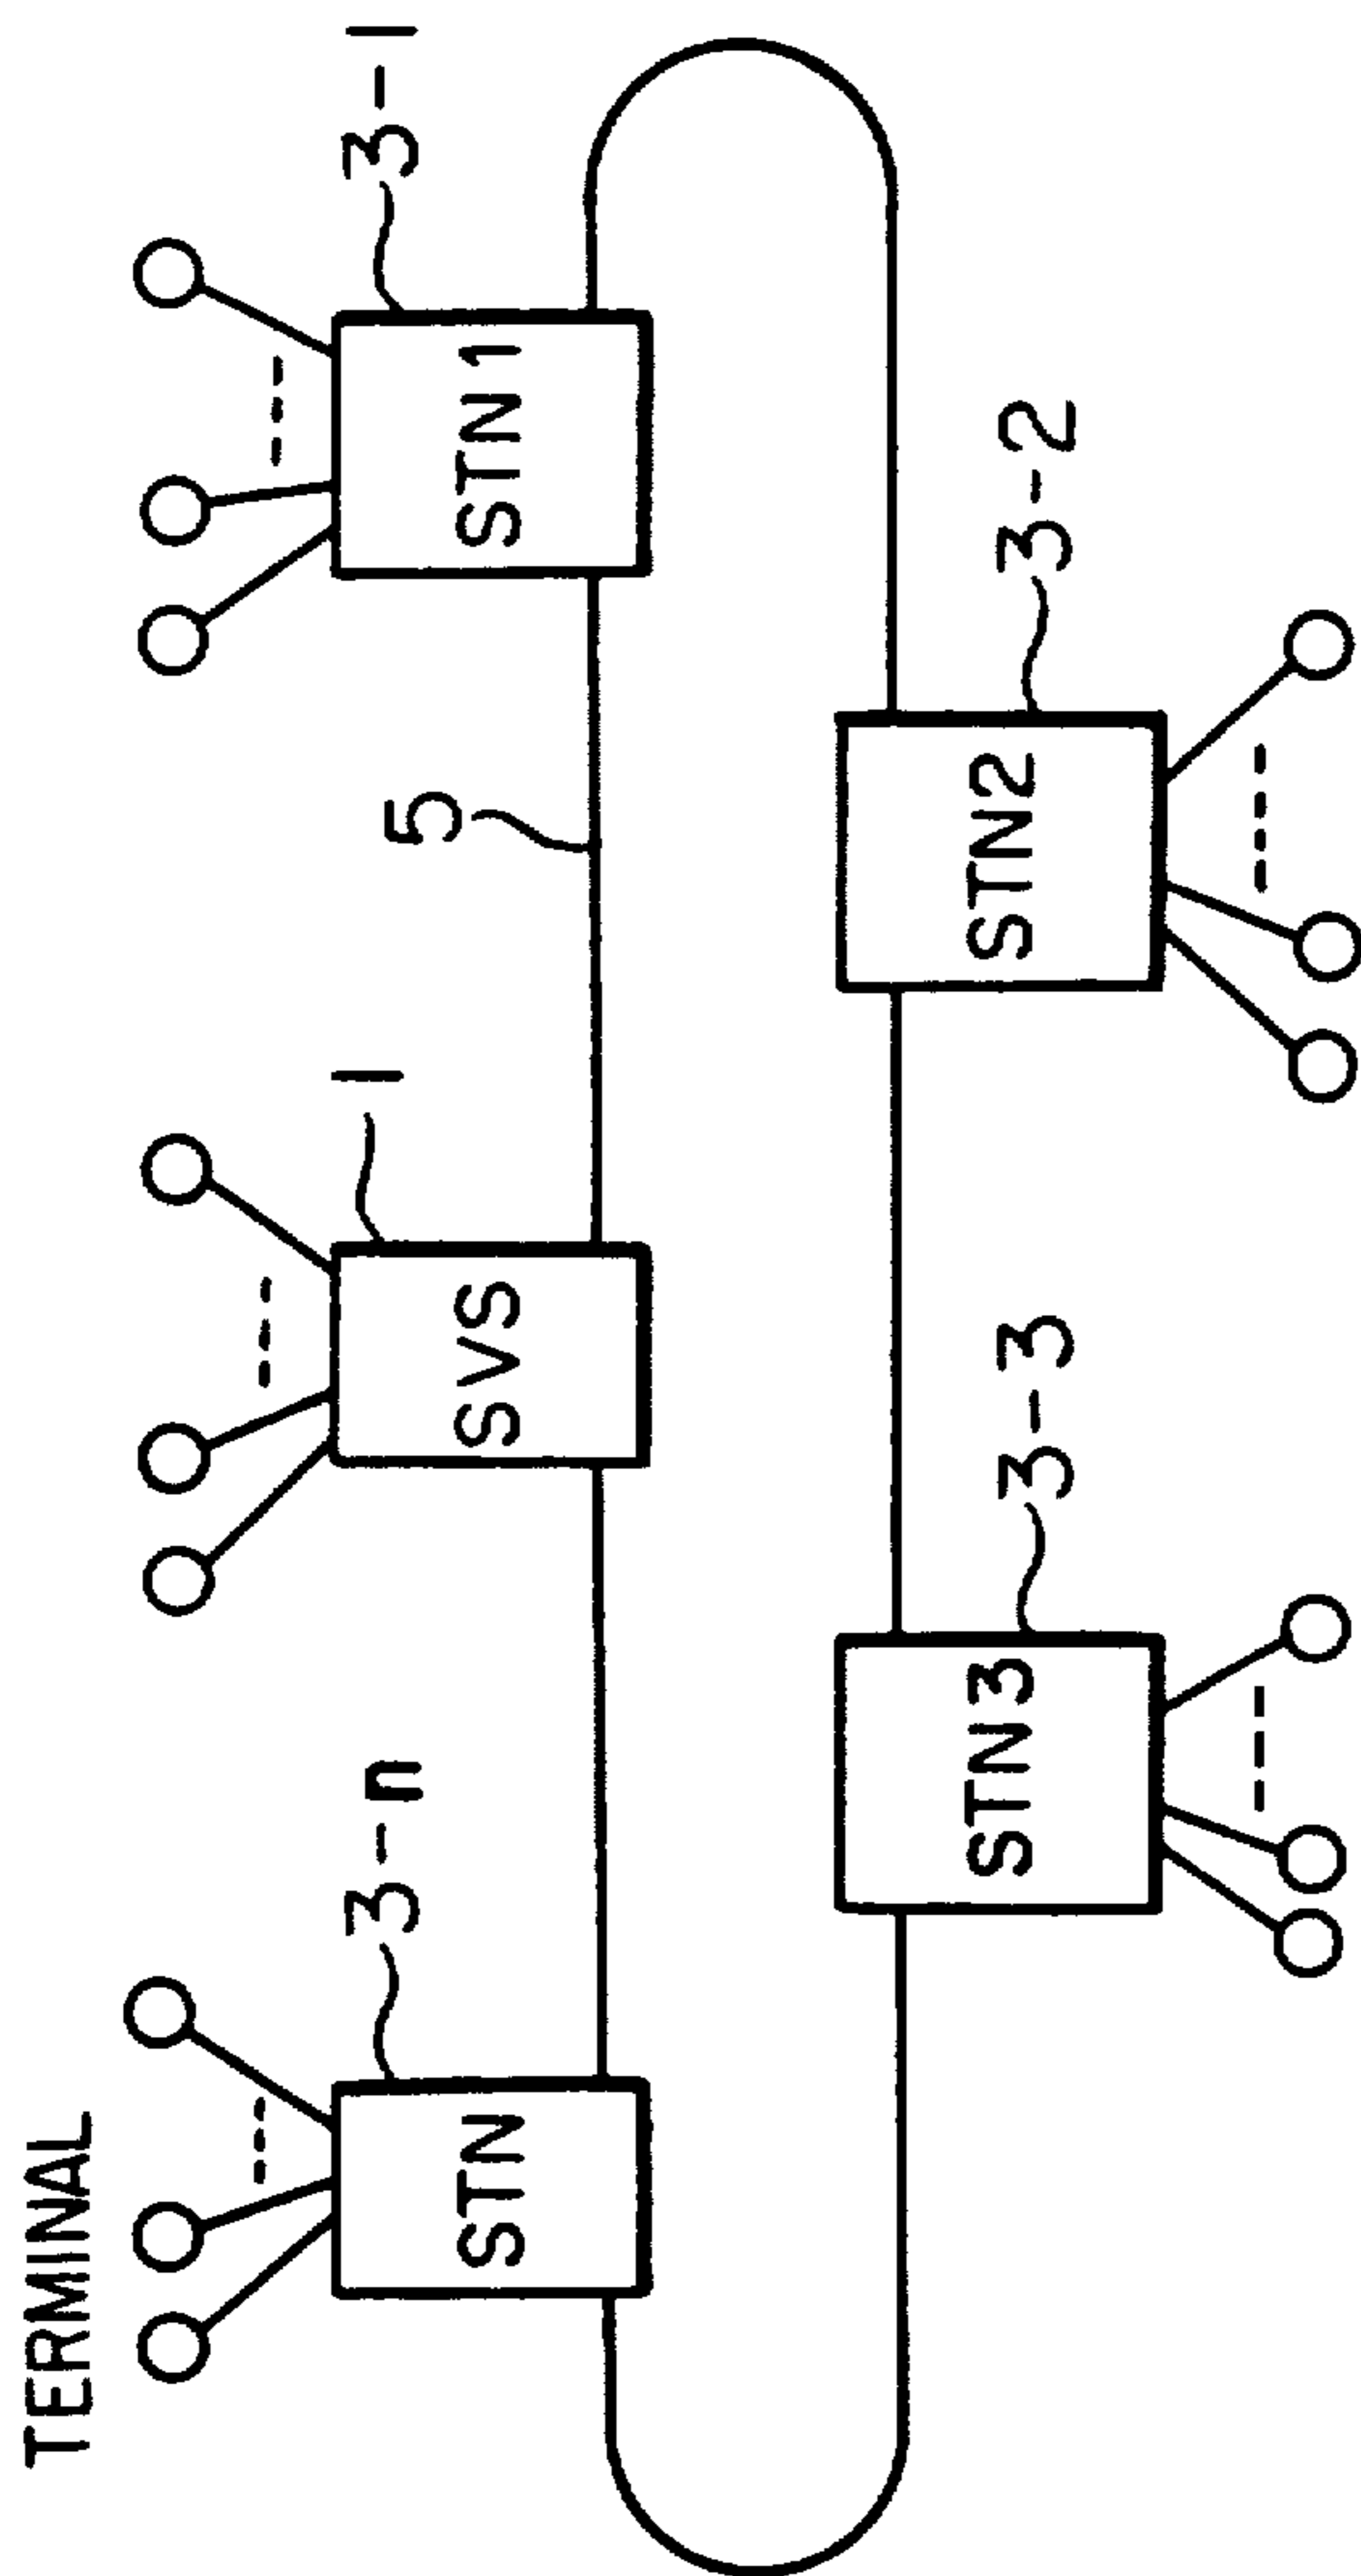 TERMINAL
3-n
1
3-1
STN
SVS
STN1
5
3-3
3-2
STN3
STN2